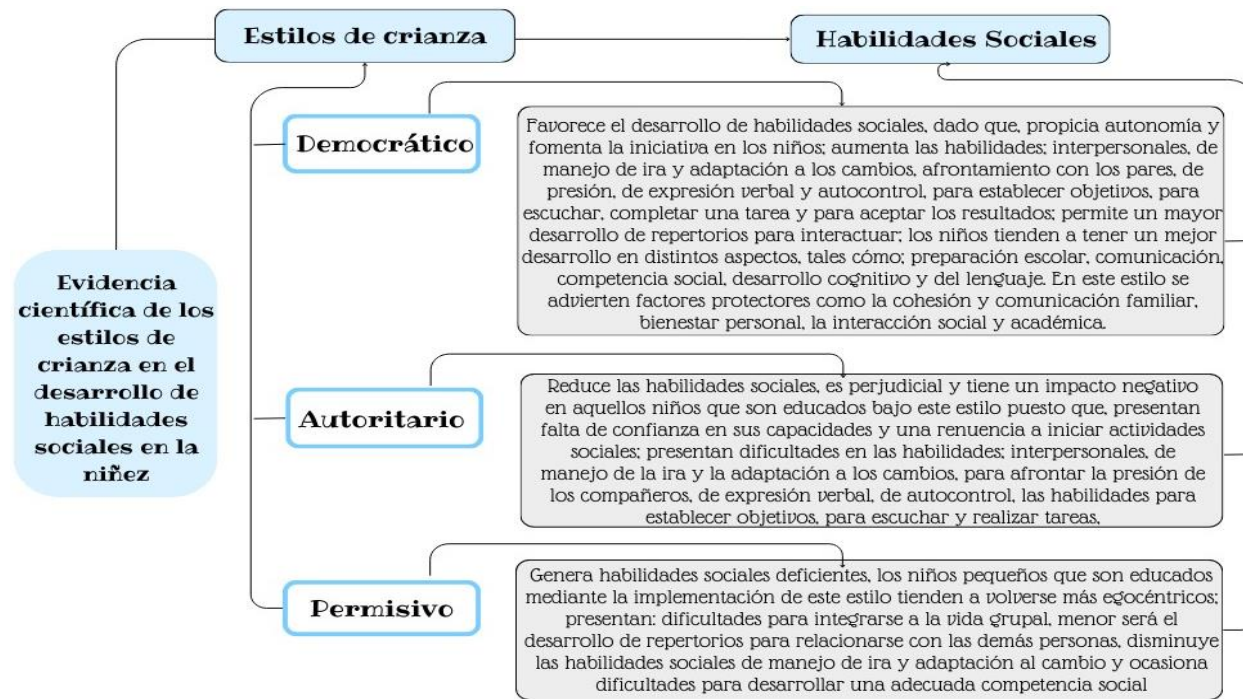 Estilos de crianza
Habilidades Sociales
Evidencia
científica de los
estilos de
crianza en el
desarrollo de
habilidades
sociales en la
niñez
Democrático
Favorece el desarrollo de habilidades sociales, dado que, propicia autonomía y
fomenta la iniciativa en los niños; aumenta las habilidades; interpersonales, de
manejo de ira y adaptación a los cambios, afrontamiento con los pares, de
presión, de expresión verbal y autocontrol, para establecer objetivos, para
escuchar, completar una tarea y para aceptar los resultados; permite un mayor
desarrollo de repertorios para interactuar; los niños tienden a tener un mejor
desarrollo en distintos aspectos, tales cómo; preparación escolar, comunicación,
competencia social, desarrollo cognitivo y del lenguaje. En este estilo se
advierten factores protectores como la cohesión y comunicación familiar,
bienestar personal, la interacción social y académica.
Autoritario
Reduce las habilidades sociales, es perjudicial y tiene un impacto negativo
en aquellos niños que son educados bajo este estilo puesto que, presentan
falta de confianza en sus capacidades y una renuencia a iniciar actividades
sociales; presentan dificultades en las habilidades; interpersonales, de
manejo de la ira y la adaptación a los cambios, para afrontar la presión de
los compañeros, de expresión verbal, de autocontrol, las habilidades para
establecer objetivos, para escuchar y realizar tareas,
Permisivo
Genera habilidades sociales deficientes, los niños pequeños que son educados
mediante la implementación de este estilo tienden a volverse más egocéntricos;
presentan: dificultades para integrarse a la vida grupal, menor será el
desarrollo de repertorios para relacionarse con las demás personas, disminuye
las habilidades sociales de manejo de ira y adaptación al cambio y ocasiona
dificultades para desarrollar una adecuada competencia social